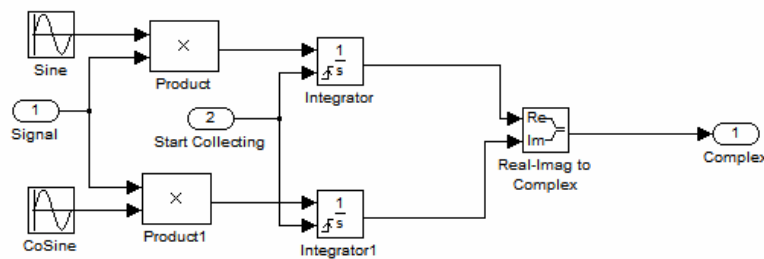 Sine
×
Product
1
s
Integrator
1
Signal
2
Start Collecting
Re
Im
Real-Imag to
Complex
1
Complex
CoSine
×
Product1
1
s
Integrator1